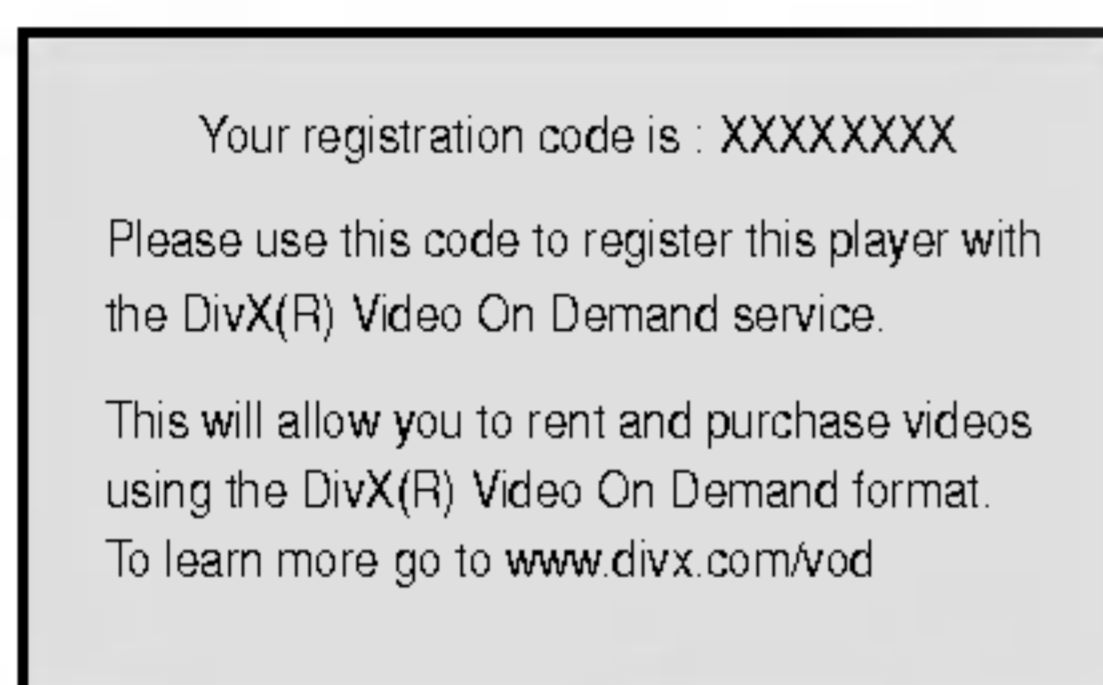 Your registration code is : XXXXXXXX
Please use this code to register this player with
the DivX(R) Video On Demand service.
This will allow you to rent and purchase videos
using the DivX(R) Video On Demand format.
To learn more go to www.divx.com/vod